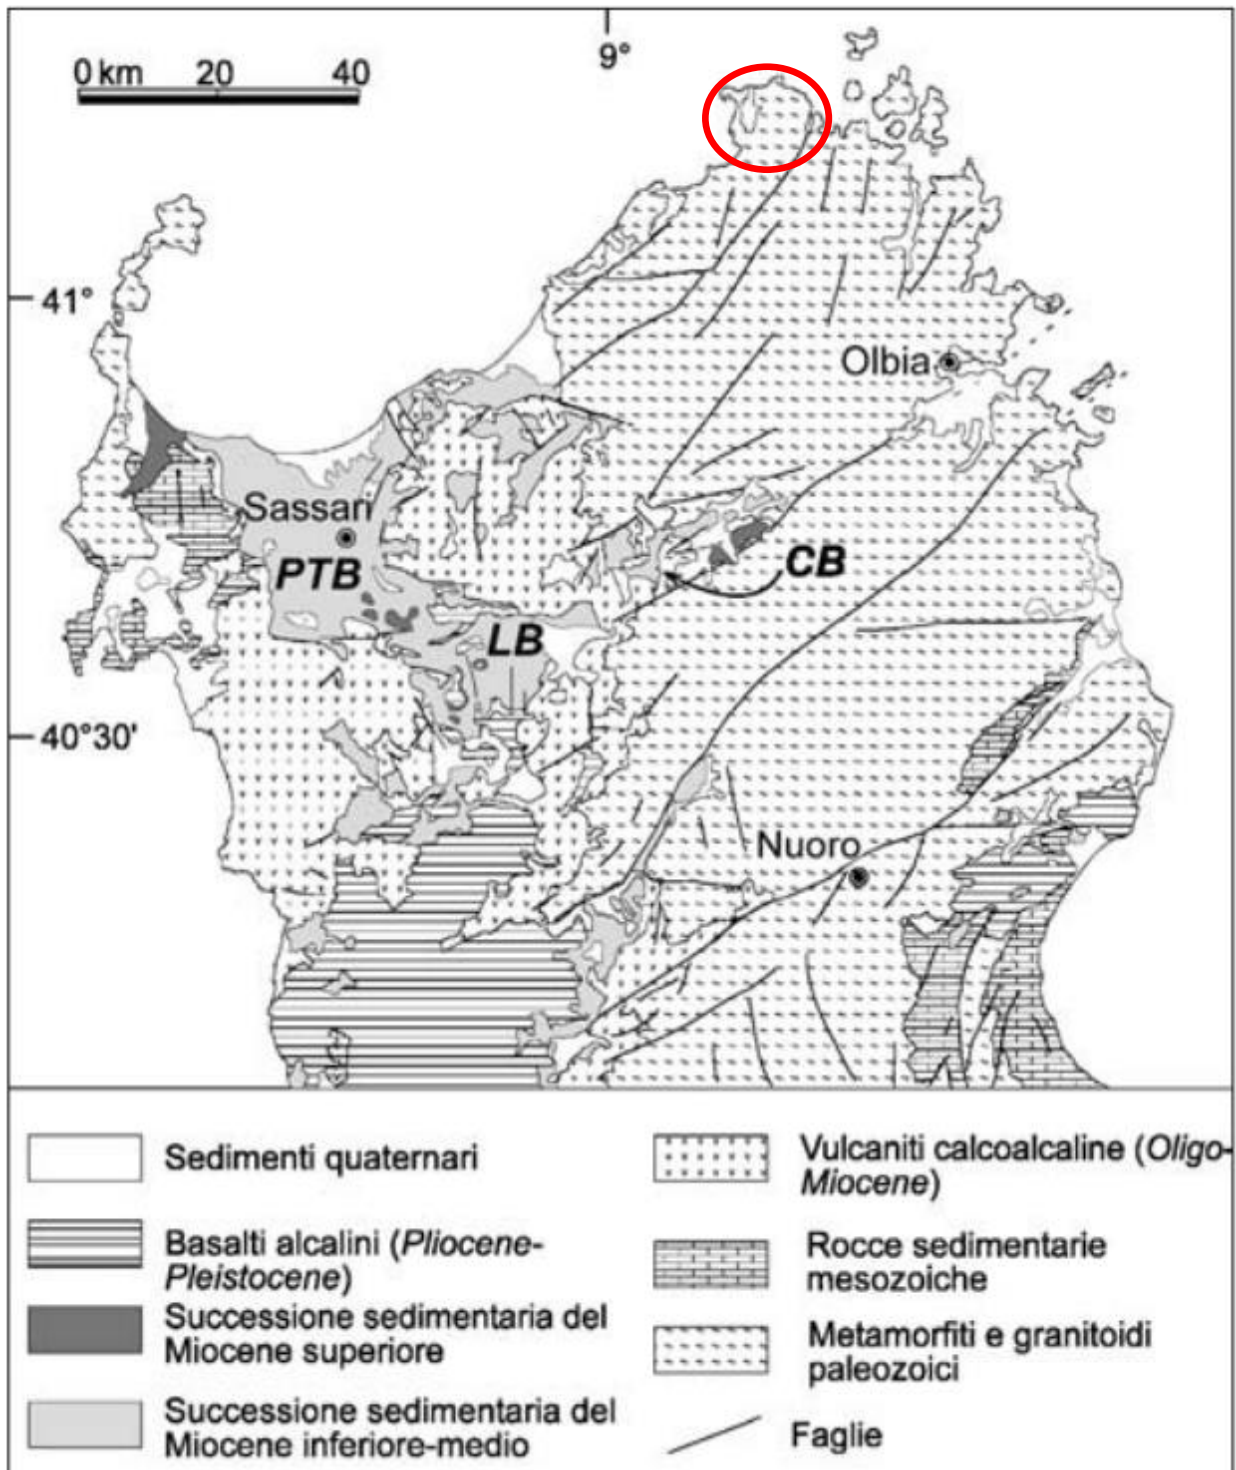 0 km 20 40
9°
41°
Olbia
Sassari
PTB
CB
LB
40°30'
Nuoro
Sedimenti quaternari
Basalti alcalini (Pliocene-
Pleistocene)
Successione sedimentaria del
Miocene superiore
Successione sedimentaria del
Miocene inferiore-medio
Vulcaniti calcoalcaline (Oligo-
Miocene)
Rocce sedimentarie
mesozoiche
Metamorfiti e granitoidi
paleozoici
Faglie